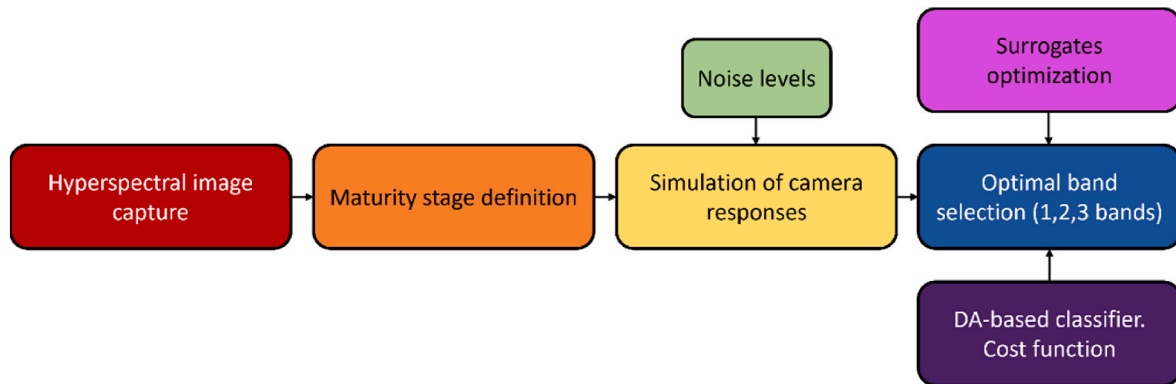 Surrogates
optimization
Noise levels
Hyperspectral image
capture
Maturity stage definition
Simulation of camera
responses
Optimal band
selection (1,2,3 bands)
DA-based classifier.
Cost function